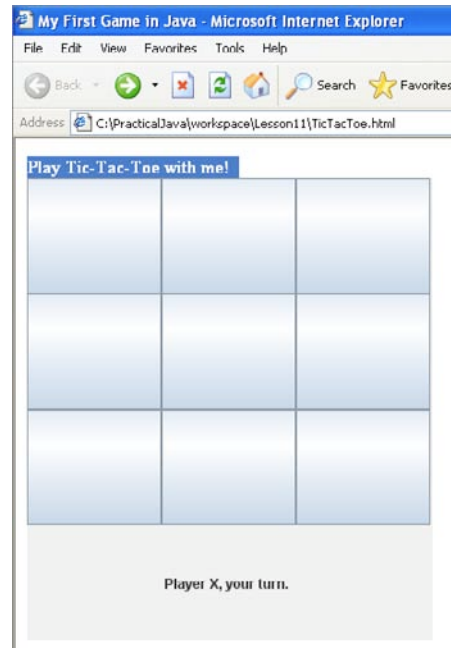 My First Game in Java - Microsoft Internet Explorer
File Edit View Favorites Tools Help
Back Search Favorites
Address C:\PracticalJava\workspace\Lesson11\TicTacToe.html
Play Tic-Tac-Toe with me!
Player X, your turn.